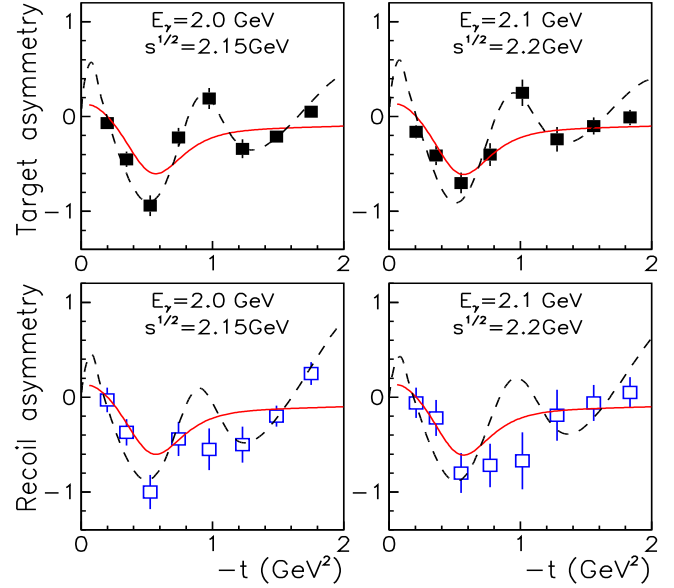 E_γ=2.0 GeV
s^1/2=2.15GeV
E_γ=2.1 GeV
s^1/2=2.2GeV
Target asymmetry
1
0
−1
0
1
2
0
1
2
E_γ=2.0 GeV
s^1/2=2.15GeV
E_γ=2.1 GeV
s^1/2=2.2GeV
Recoil asymmetry
1
0
−1
1
0
−1
1
0
−1
0
1
2
0
1
2
−t (GeV²)
−t (GeV²)